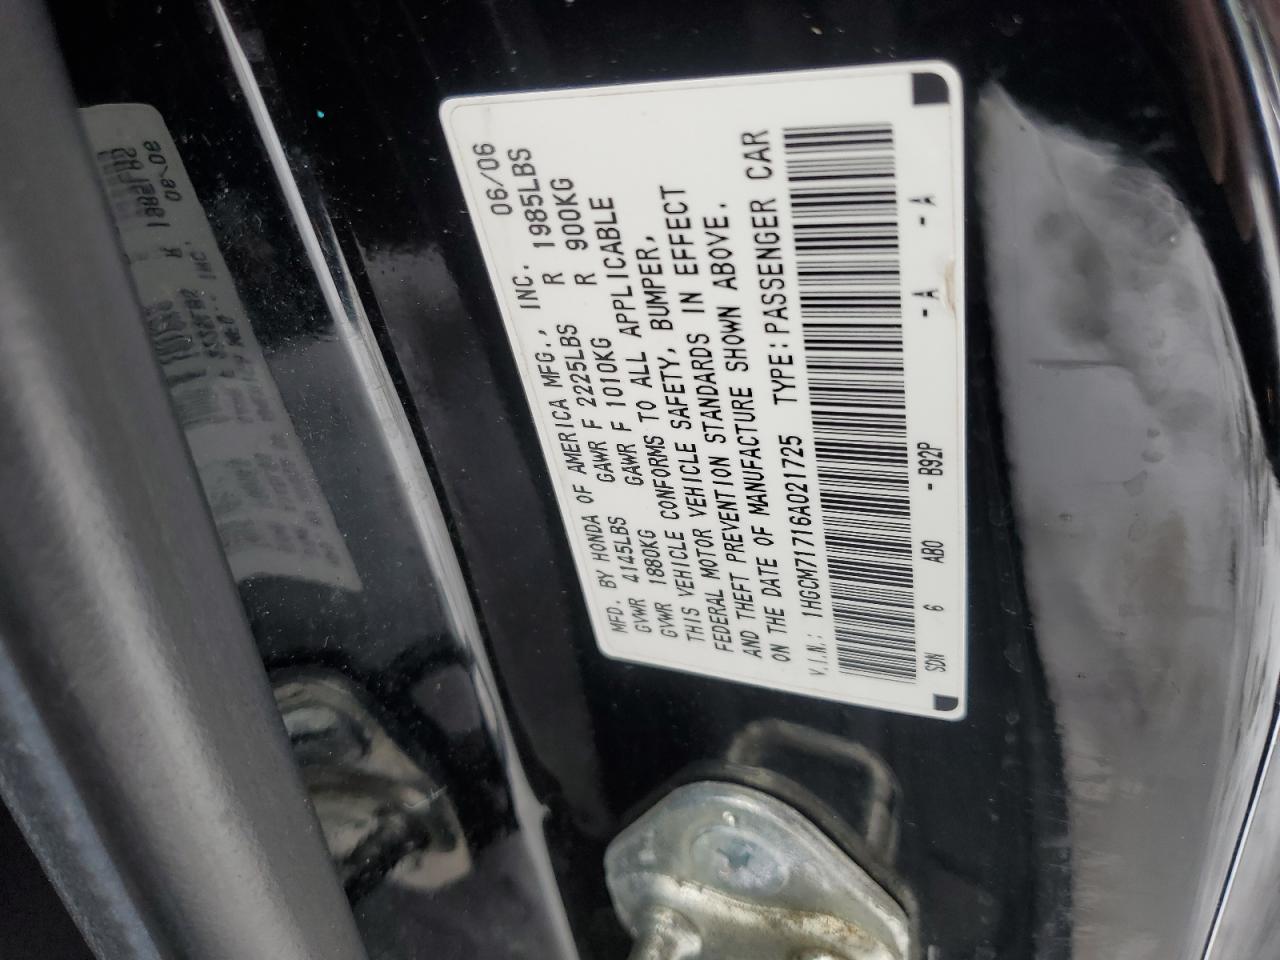 MFD. BY HONDA OF AMERICA MFG., INC. 06/06
GVWR 4145LBS GAWR F 2225LBS R 1985LBS
GVWR 1880KG GAWR F 1010KG R 900KG
THIS VEHICLE CONFORMS TO ALL APPLICABLE
FEDERAL MOTOR VEHICLE SAFETY, BUMPER,
AND THEFT PREVENTION STANDARDS IN EFFECT
ON THE DATE OF MANUFACTURE SHOWN ABOVE.
V.I.N.: 1HGCM71716A021725 TYPE: PASSENGER CAR
SDN 6 AB0 - B92P - A - A